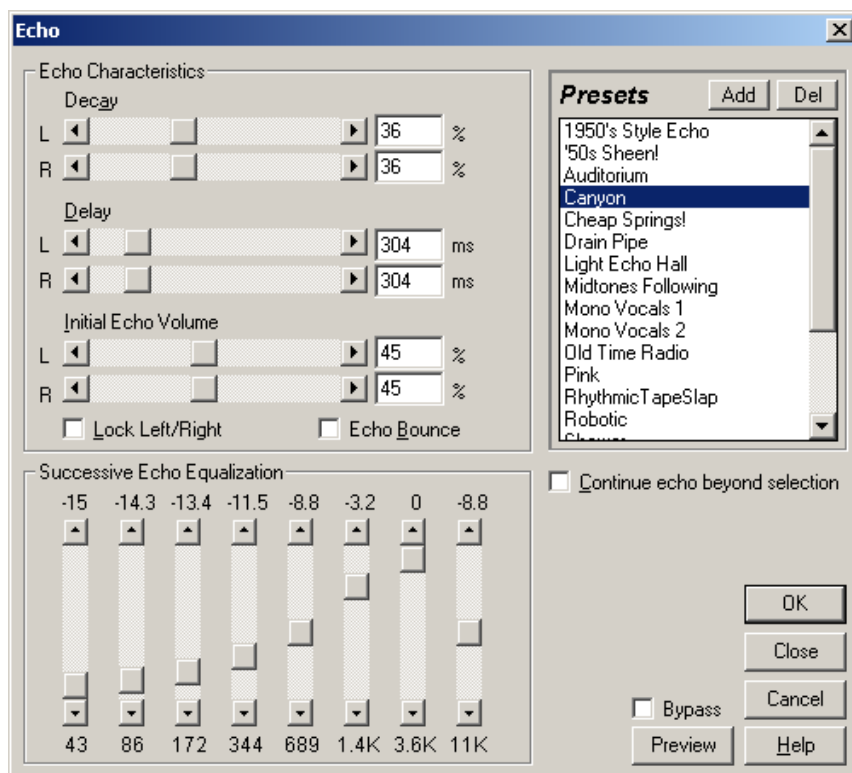 Echo
Echo Characteristics
Decay
L 36 %
R 36 %
Delay
L 304 ms
R 304 ms
Initial Echo Volume
L 45 %
R 45 %
Lock Left/Right Echo Bounce
Presets Add Del
1950's Style Echo
'50s Sheen!
Auditorium
Canyon
Cheap Springs!
Drain Pipe
Light Echo Hall
Midtones Following
Mono Vocals 1
Mono Vocals 2
Old Time Radio
Pink
RhythmicTapeSlap
Robotic
Successive Echo Equalization
-15 -14.3 -13.4 -11.5 -8.8 -3.2 0 -8.8
43 86 172 344 689 1.4K 3.6K 11K
Continue echo beyond selection
OK
Close
Bypass Cancel
Preview Help